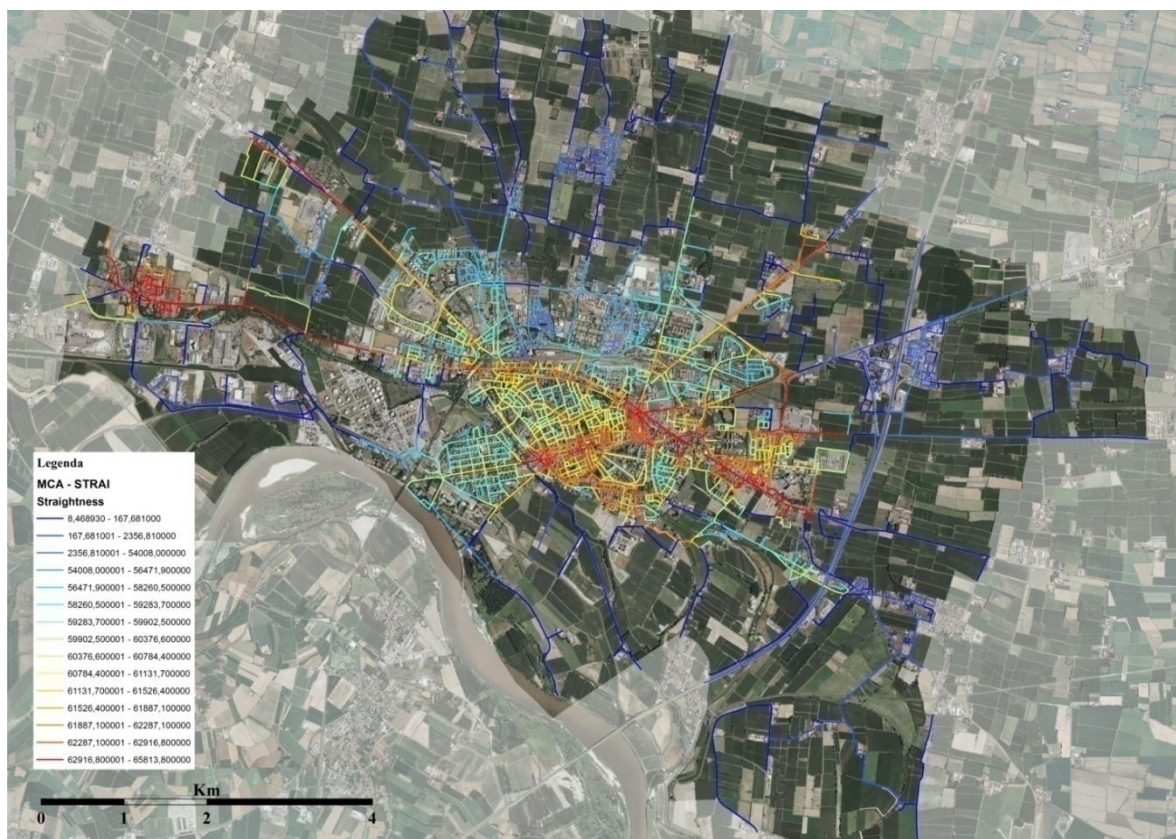 Legenda
MCA - STRAI
Straightness
8,468930 - 167,681000
167,681001 - 2356,810000
2356,810001 - 54008,000000
54008,000001 - 56471,900000
56471,900001 - 58260,500000
58260,500001 - 59283,700000
59283,700001 - 59902,500000
59902,500001 - 60376,600000
60376,600001 - 60784,400000
60784,400001 - 61131,700000
61131,700001 - 61526,400000
61526,400001 - 61887,100000
61887,100001 - 62287,100000
62287,100001 - 62916,800000
62916,800001 - 65813,800000
Km
0 1 2 4